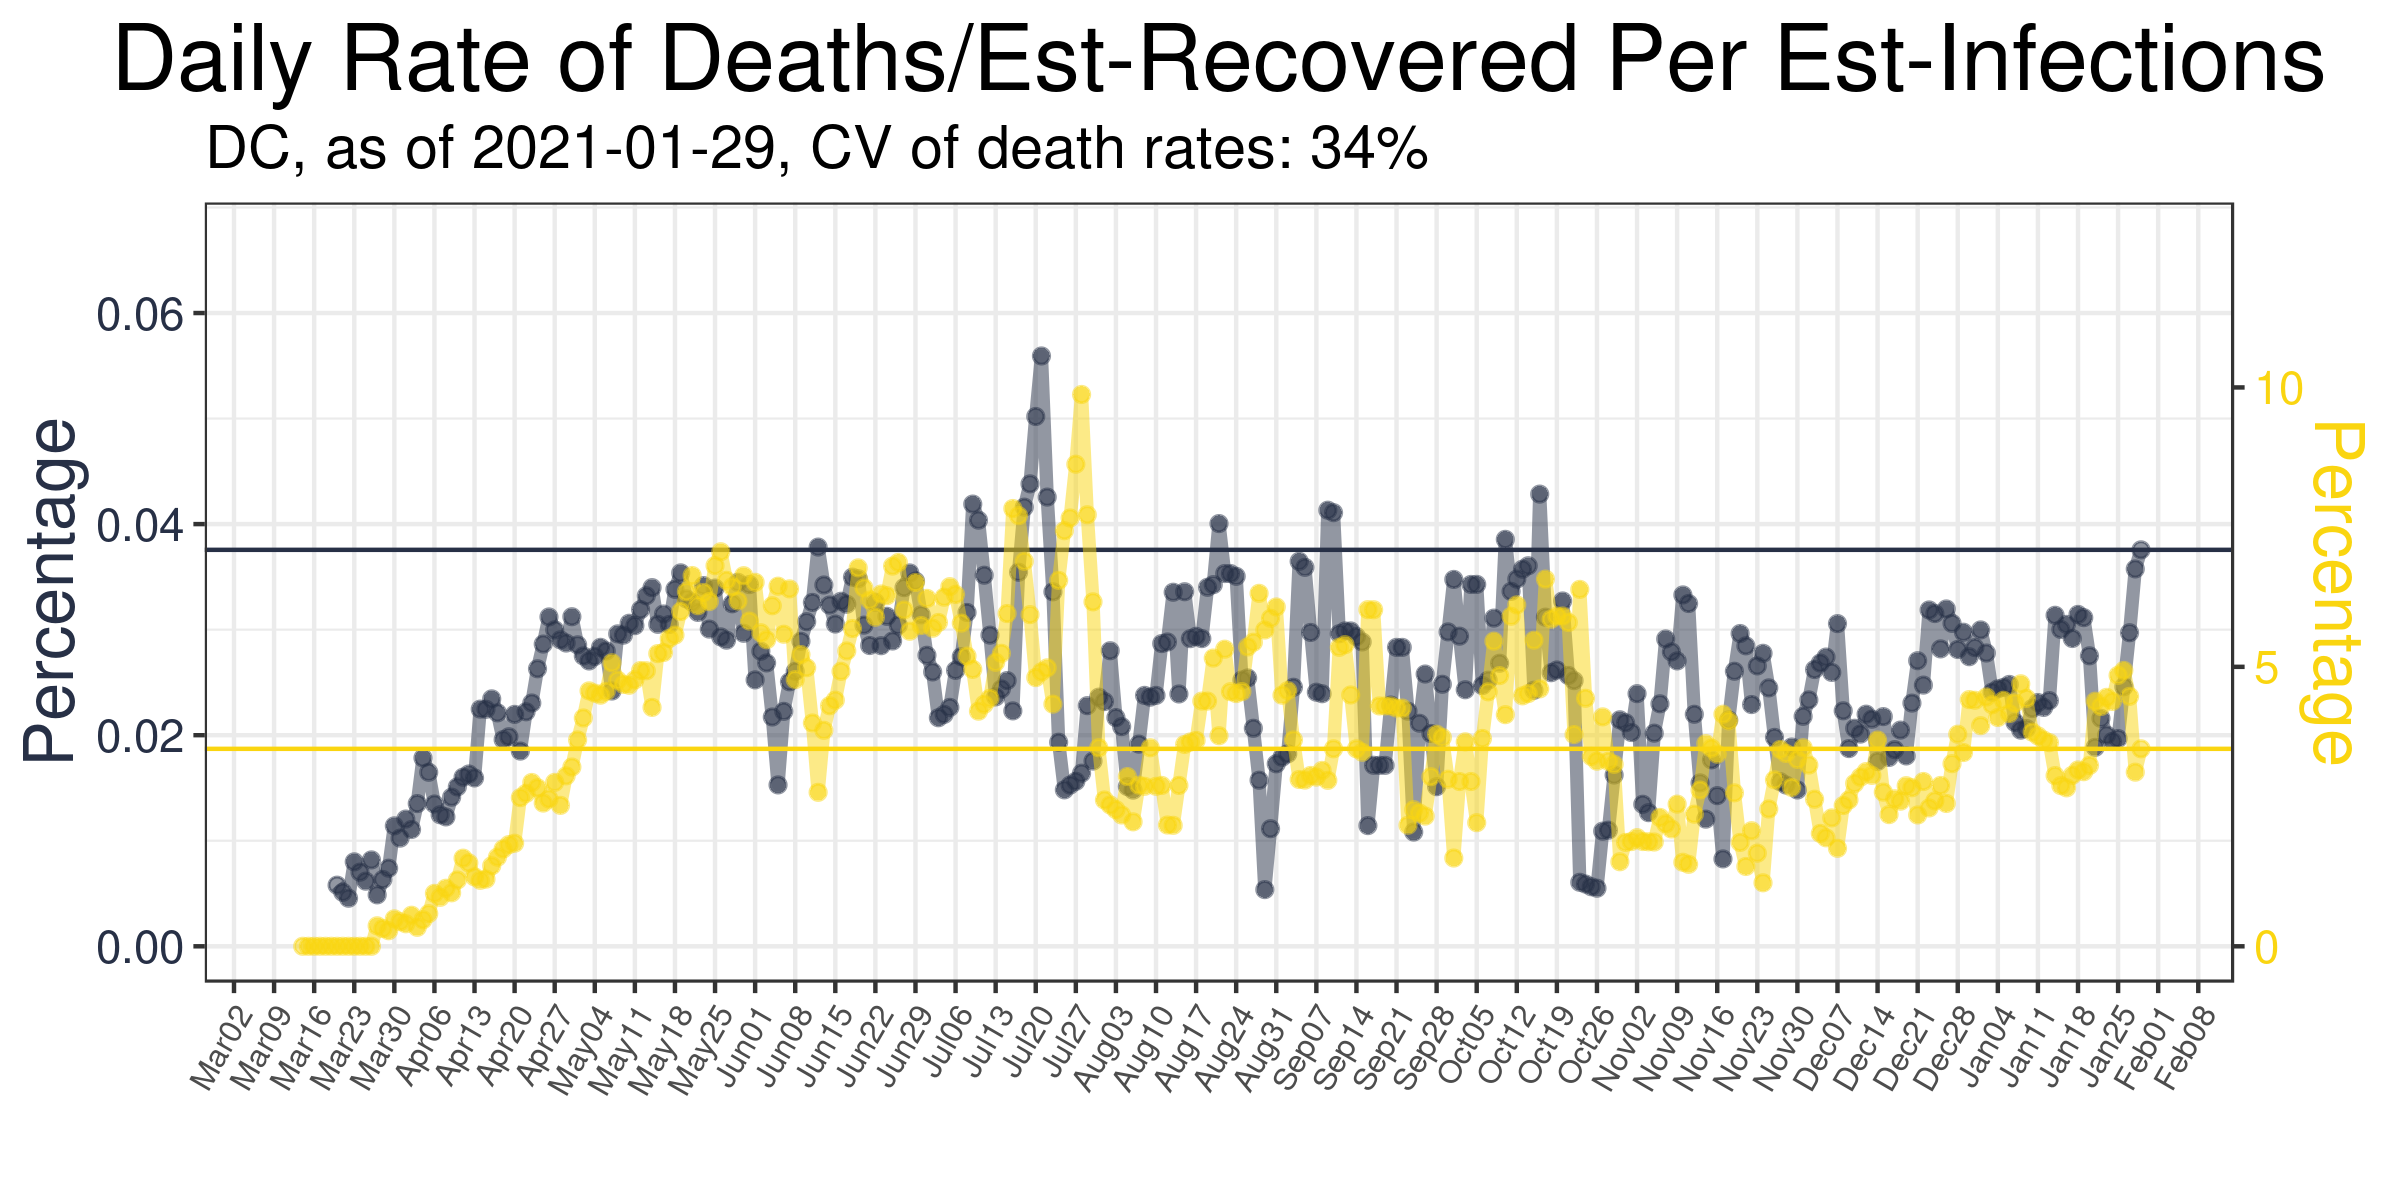 Daily Rate of Deaths/Est-Recovered Per Est-Infections
DC, as of 2021-01-29, CV of death rates: 34%
Percentage
0.06
0.04
0.02
0.00
10
5
0
Percentage
Mar02
Mar09
Mar16
Mar23
Mar30
Apr06
Apr13
Apr20
Apr27
May04
May11
May18
May25
Jun01
Jun08
Jun15
Jun22
Jun29
Jul06
Jul13
Jul20
Jul27
Aug03
Aug10
Aug17
Aug24
Aug31
Sep07
Sep14
Sep21
Sep28
Oct05
Oct12
Oct19
Oct26
Nov02
Nov09
Nov16
Nov23
Nov30
Dec07
Dec14
Dec21
Dec28
Jan04
Jan11
Jan18
Jan25
Feb01
Feb08